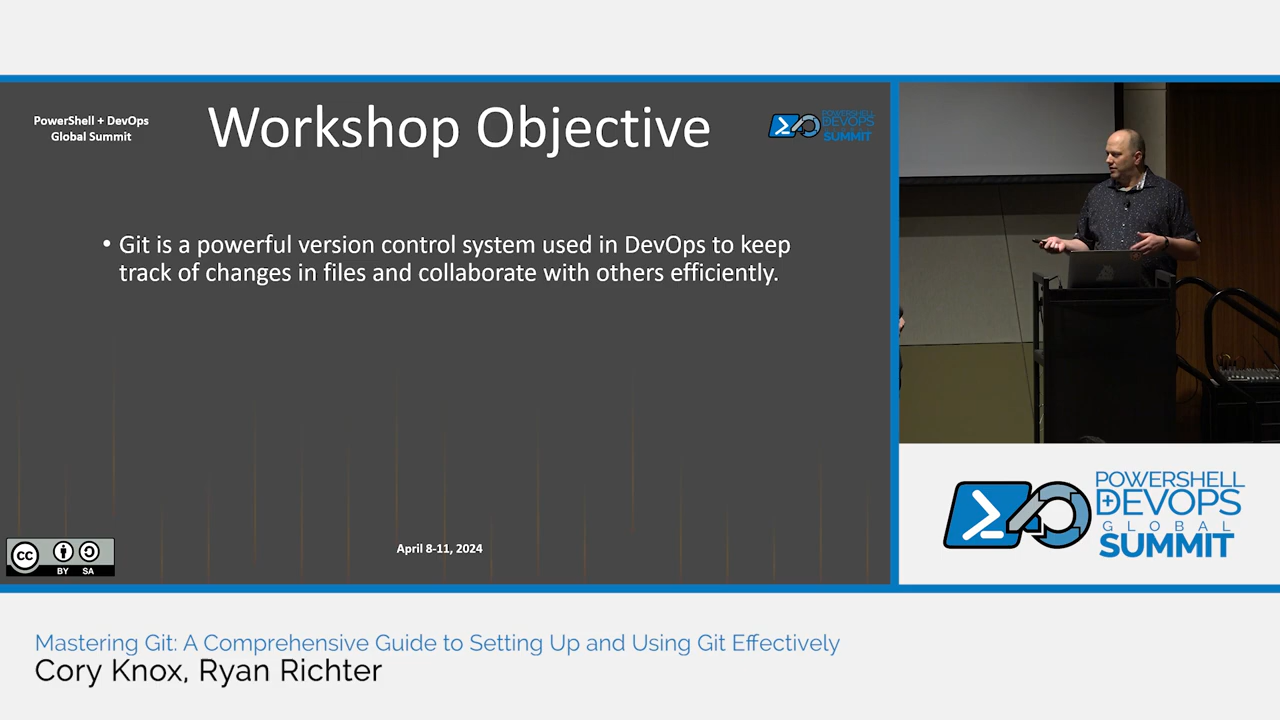 PowerShell + DevOps
Global Summit
Workshop Objective
POWERSHELL
+DEVOPS
GLOBAL
SUMMIT
• Git is a powerful version control system used in DevOps to keep
track of changes in files and collaborate with others efficiently.
April 8-11, 2024
cc
BY SA
POWERSHELL
+DEVOPS
GLOBAL
SUMMIT
Mastering Git: A Comprehensive Guide to Setting Up and Using Git Effectively
Cory Knox, Ryan Richter